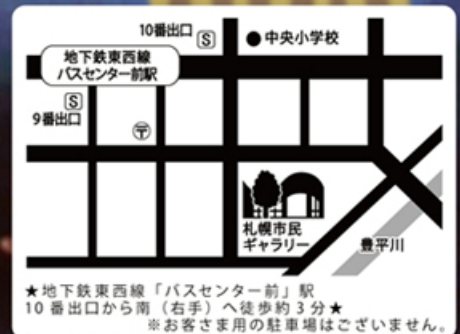 10番出口
S
中央小学校
地下鉄東西線
バスセンター前駅
S
9番出口
〒
札幌市民
ギャラリー
豊平川
★地下鉄東西線「バスセンター前」駅
10番出口から南（右手）へ徒歩約3分★
※お客さま用の駐車場はございません。